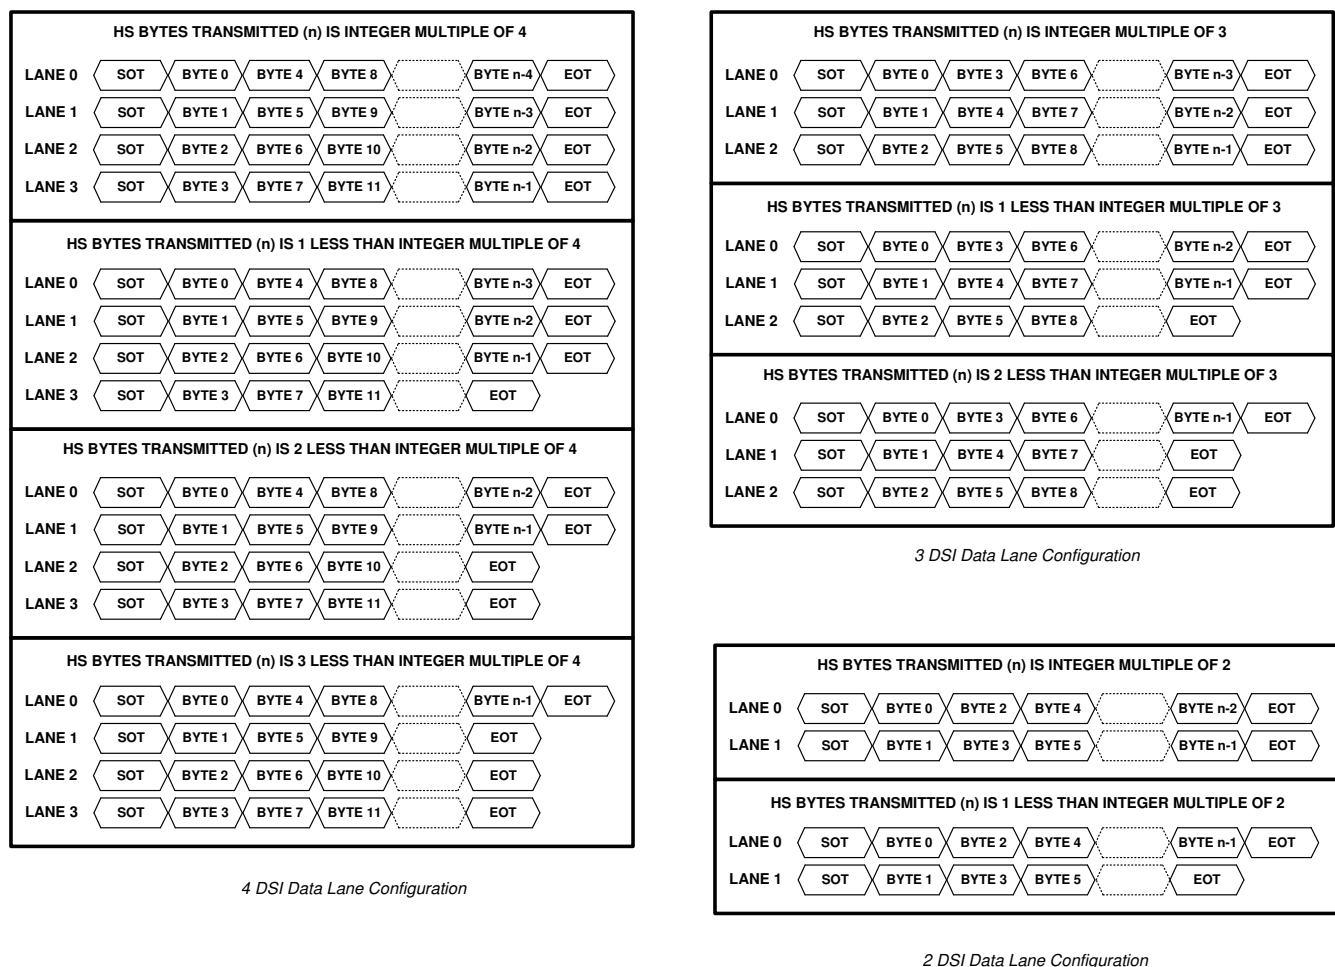 HS BYTES TRANSMITTED (n) IS INTEGER MULTIPLE OF 4
LANE 0 SOT BYTE 0 BYTE 4 BYTE 8 BYTE n-4 EOT
LANE 1 SOT BYTE 1 BYTE 5 BYTE 9 BYTE n-3 EOT
LANE 2 SOT BYTE 2 BYTE 6 BYTE 10 BYTE n-2 EOT
LANE 3 SOT BYTE 3 BYTE 7 BYTE 11 BYTE n-1 EOT
HS BYTES TRANSMITTED (n) IS 1 LESS THAN INTEGER MULTIPLE OF 4
LANE 0 SOT BYTE 0 BYTE 4 BYTE 8 BYTE n-3 EOT
LANE 1 SOT BYTE 1 BYTE 5 BYTE 9 BYTE n-2 EOT
LANE 2 SOT BYTE 2 BYTE 6 BYTE 10 BYTE n-1 EOT
LANE 3 SOT BYTE 3 BYTE 7 BYTE 11 EOT
HS BYTES TRANSMITTED (n) IS 2 LESS THAN INTEGER MULTIPLE OF 4
LANE 0 SOT BYTE 0 BYTE 4 BYTE 8 BYTE n-2 EOT
LANE 1 SOT BYTE 1 BYTE 5 BYTE 9 BYTE n-1 EOT
LANE 2 SOT BYTE 2 BYTE 6 BYTE 10 EOT
LANE 3 SOT BYTE 3 BYTE 7 BYTE 11 EOT
HS BYTES TRANSMITTED (n) IS 3 LESS THAN INTEGER MULTIPLE OF 4
LANE 0 SOT BYTE 0 BYTE 4 BYTE 8 BYTE n-1 EOT
LANE 1 SOT BYTE 1 BYTE 5 BYTE 9 EOT
LANE 2 SOT BYTE 2 BYTE 6 BYTE 10 EOT
LANE 3 SOT BYTE 3 BYTE 7 BYTE 11 EOT
4 DSI Data Lane Configuration
HS BYTES TRANSMITTED (n) IS INTEGER MULTIPLE OF 3
LANE 0 SOT BYTE 0 BYTE 3 BYTE 6 BYTE n-3 EOT
LANE 1 SOT BYTE 1 BYTE 4 BYTE 7 BYTE n-2 EOT
LANE 2 SOT BYTE 2 BYTE 5 BYTE 8 BYTE n-1 EOT
HS BYTES TRANSMITTED (n) IS 1 LESS THAN INTEGER MULTIPLE OF 3
LANE 0 SOT BYTE 0 BYTE 3 BYTE 6 BYTE n-2 EOT
LANE 1 SOT BYTE 1 BYTE 4 BYTE 7 BYTE n-1 EOT
LANE 2 SOT BYTE 2 BYTE 5 BYTE 8 EOT
HS BYTES TRANSMITTED (n) IS 2 LESS THAN INTEGER MULTIPLE OF 3
LANE 0 SOT BYTE 0 BYTE 3 BYTE 6 BYTE n-1 EOT
LANE 1 SOT BYTE 1 BYTE 4 BYTE 7 EOT
LANE 2 SOT BYTE 2 BYTE 5 BYTE 8 EOT
3 DSI Data Lane Configuration
HS BYTES TRANSMITTED (n) IS INTEGER MULTIPLE OF 2
LANE 0 SOT BYTE 0 BYTE 2 BYTE 4 BYTE n-2 EOT
LANE 1 SOT BYTE 1 BYTE 3 BYTE 5 BYTE n-1 EOT
HS BYTES TRANSMITTED (n) IS 1 LESS THAN INTEGER MULTIPLE OF 2
LANE 0 SOT BYTE 0 BYTE 2 BYTE 4 BYTE n-1 EOT
LANE 1 SOT BYTE 1 BYTE 3 BYTE 5 EOT
2 DSI Data Lane Configuration